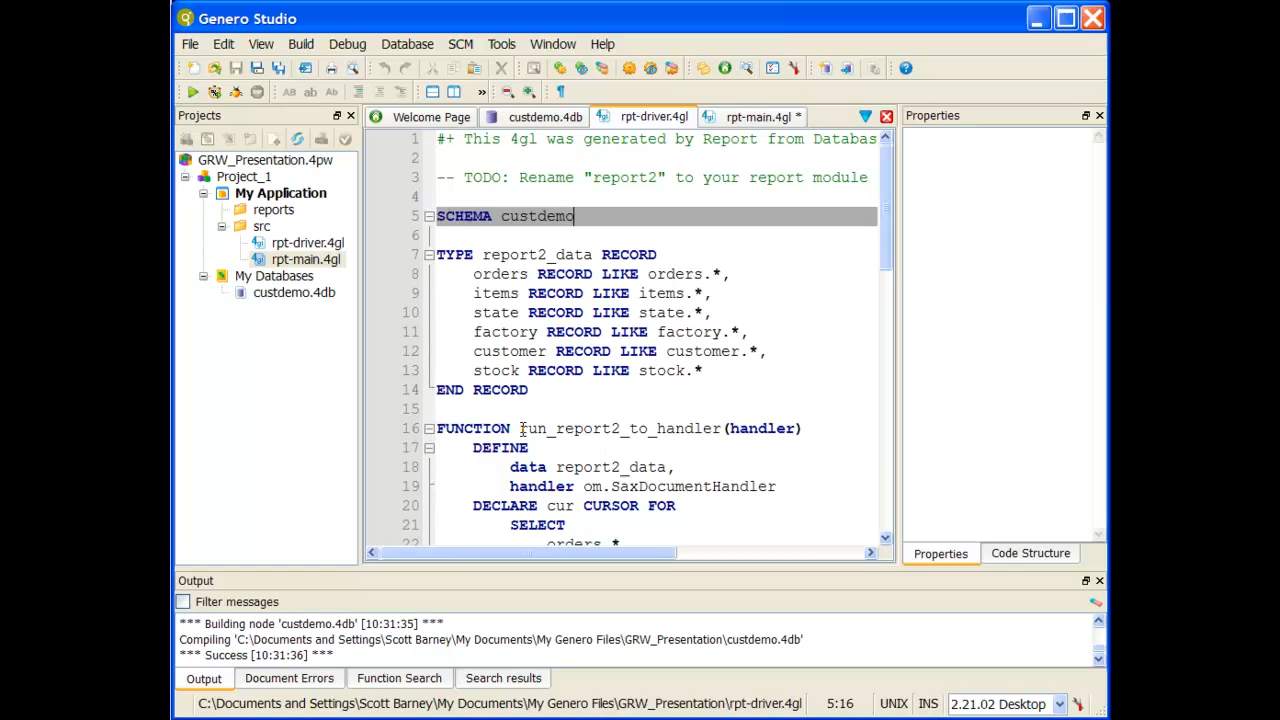 Genero Studio
File Edit View Build Debug Database SCM Tools Window Help
Projects
GRW_Presentation.4pw
Project_1
My Application
reports
src
rpt-driver.4gl
rpt-main.4gl
My Databases
custdemo.4db
Welcome Page custdemo.4db rpt-driver.4gl rpt-main.4gl *
1 #+ This 4gl was generated by Report from Databas
2
3 -- TODO: Rename "report2" to your report module
4
5 SCHEMA custdemo
6
7 TYPE report2_data RECORD
8 orders RECORD LIKE orders.*,
9 items RECORD LIKE items.*,
10 state RECORD LIKE state.*,
11 factory RECORD LIKE factory.*,
12 customer RECORD LIKE customer.*,
13 stock RECORD LIKE stock.*
14 END RECORD
15
16 FUNCTION run_report2_to_handler(handler)
17 DEFINE
18 data report2_data,
19 handler om.SaxDocumentHandler
20 DECLARE cur CURSOR FOR
21 SELECT
22 orders.*
Properties
Properties Code Structure
Output
Filter messages
*** Building node 'custdemo.4db' [10:31:35] ***
Compiling 'C:\Documents and Settings\Scott Barney\My Documents\My Genero Files\GRW_Presentation\custdemo.4db'
*** Success [10:31:36] ***
Output Document Errors Function Search Search results
C:\Documents and Settings\Scott Barney\My Documents\My Genero Files\GRW_Presentation\rpt-driver.4gl 5:16 UNIX INS 2.21.02 Desktop